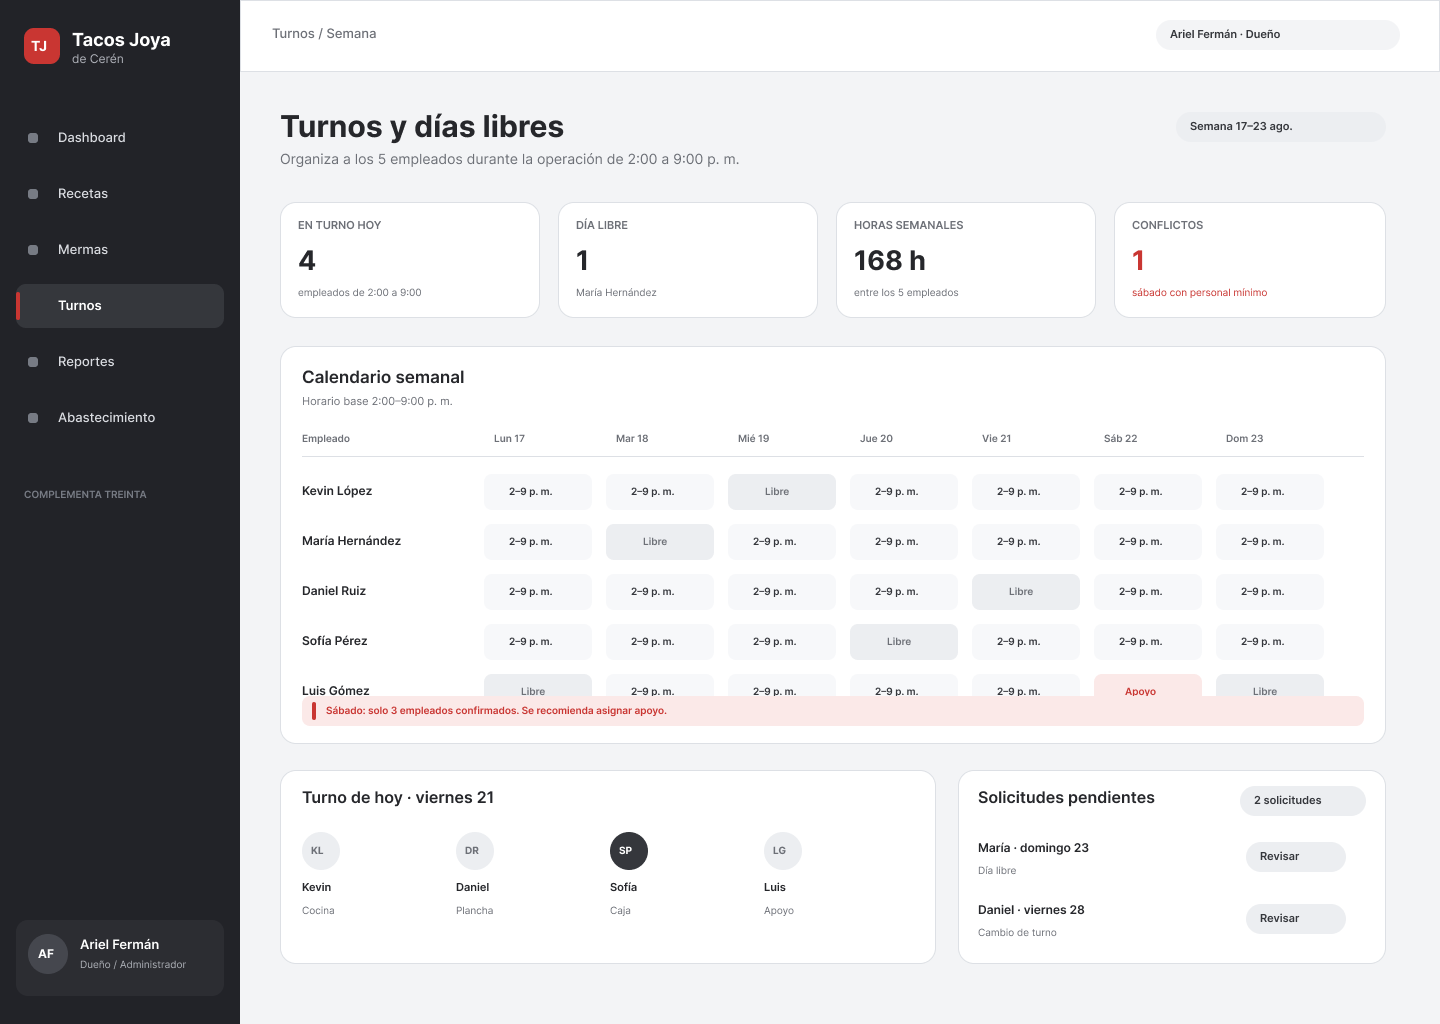 TJ
Tacos Joya
de Cerén
Dashboard
Recetas
Mermas
Turnos
Reportes
Abastecimiento
COMPLEMENTA TREINTA
AF
Ariel Fermán
Dueño / Administrador
Turnos / Semana
Ariel Fermán · Dueño
Turnos y días libres
Semana 17–23 ago.
Organiza a los 5 empleados durante la operación de 2:00 a 9:00 p. m.
EN TURNO HOY
4
empleados de 2:00 a 9:00
DÍA LIBRE
1
María Hernández
HORAS SEMANALES
168 h
entre los 5 empleados
CONFLICTOS
1
sábado con personal mínimo
Calendario semanal
Horario base 2:00–9:00 p. m.
Empleado Lun 17 Mar 18 Mié 19 Jue 20 Vie 21 Sáb 22 Dom 23
Kevin López 2–9 p. m. 2–9 p. m. Libre 2–9 p. m. 2–9 p. m. 2–9 p. m. 2–9 p. m.
María Hernández 2–9 p. m. Libre 2–9 p. m. 2–9 p. m. 2–9 p. m. 2–9 p. m. 2–9 p. m.
Daniel Ruiz 2–9 p. m. 2–9 p. m. 2–9 p. m. 2–9 p. m. Libre 2–9 p. m. 2–9 p. m.
Sofía Pérez 2–9 p. m. 2–9 p. m. 2–9 p. m. Libre 2–9 p. m. 2–9 p. m. 2–9 p. m.
Luis Gómez Libre 2–9 p. m. 2–9 p. m. 2–9 p. m. 2–9 p. m. Apoyo Libre
Sábado: solo 3 empleados confirmados. Se recomienda asignar apoyo.
Turno de hoy · viernes 21
KL DR SP LG
Kevin Daniel Sofía Luis
Cocina Plancha Caja Apoyo
Solicitudes pendientes
2 solicitudes
María · domingo 23
Día libre
Revisar
Daniel · viernes 28
Cambio de turno
Revisar